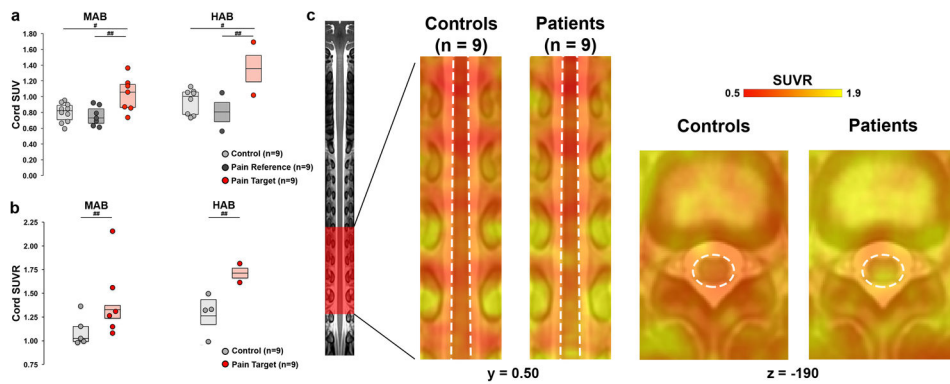 a
MAB
HAB
#
##
#
##
Cord SUV
1.80
1.60
1.40
1.20
1.00
0.80
0.60
0.40
0.20
0.00
Control (n=9)
Pain Reference (n=9)
Pain Target (n=9)
b
MAB
HAB
##
##
Cord SUVR
2.25
2.00
1.75
1.50
1.25
1.00
0.75
Control (n=9)
Pain Target (n=9)
c
Controls
(n = 9)
Patients
(n = 9)
y = 0.50
SUVR
0.5
1.9
Controls
Patients
z = -190